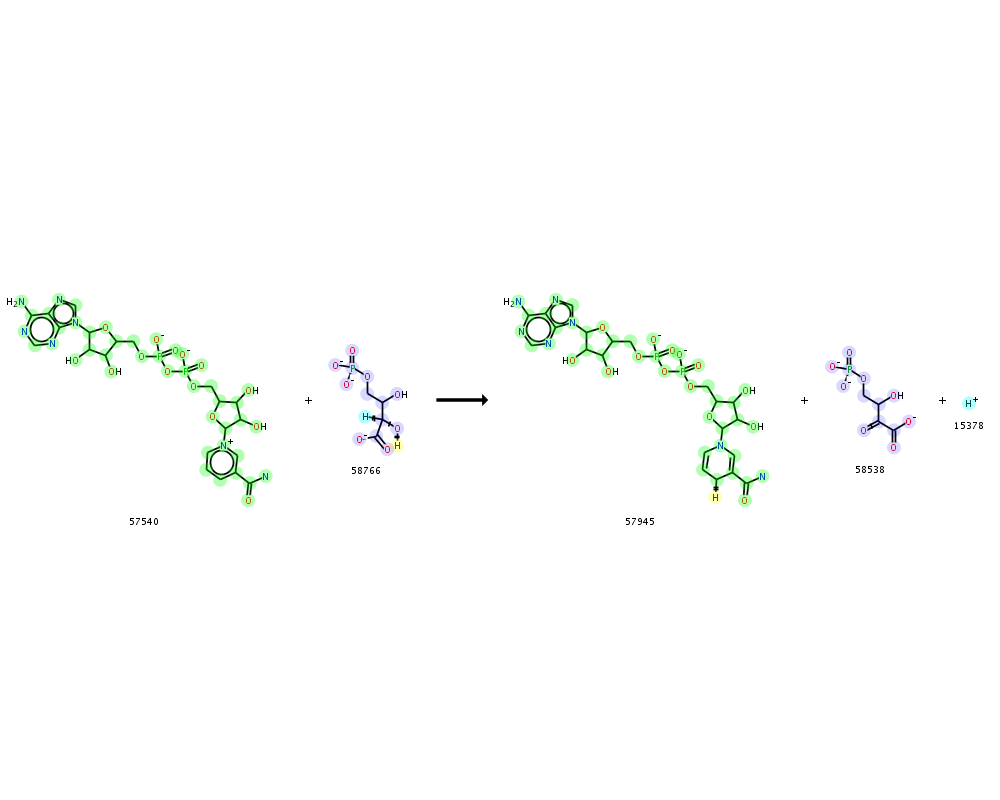 H₂N N N N N O HO OH O O⁻ P O O⁻ O P O O OH O OH N⁺ N O
+
O O⁻ P O⁻ O OH H O O⁻ O H
58766
57540
H₂N N N N N O HO OH O O⁻ P O O⁻ O P O O OH O OH N N O H
57945
+
O O⁻ P O⁻ O OH O O⁻ O
58538
+
H⁺
15378